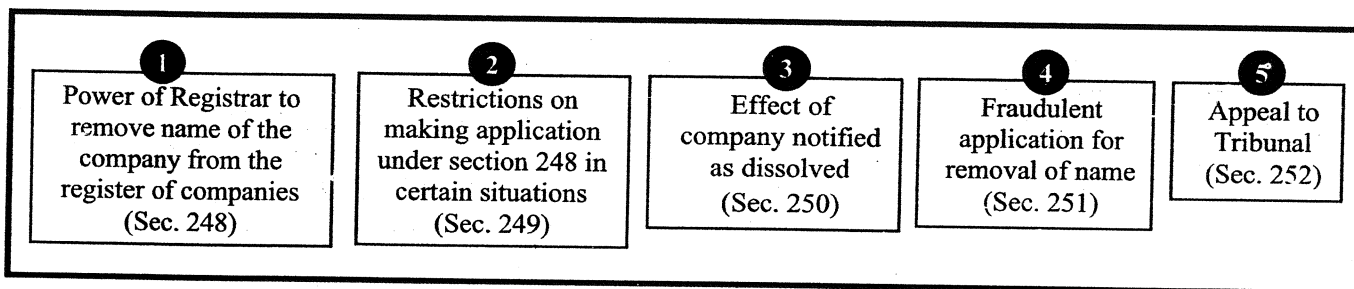 1
Power of Registrar to
remove name of the
company from the
register of companies
(Sec. 248)
2
Restrictions on
making application
under section 248 in
certain situations
(Sec. 249)
3
Effect of
company notified
as dissolved
(Sec. 250)
4
Fraudulent
application for
removal of name
(Sec. 251)
5
Appeal to
Tribunal
(Sec. 252)